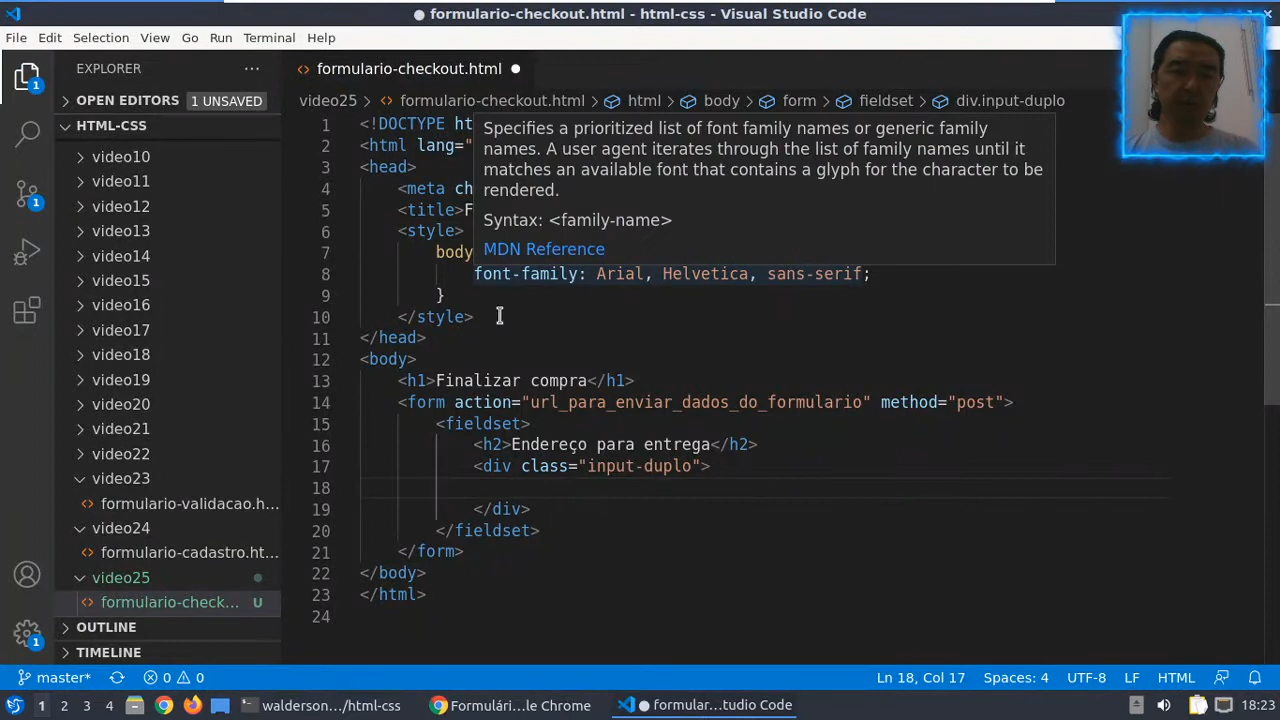 formulario-checkout.html - html-css - Visual Studio Code
File Edit Selection View Go Run Terminal Help
EXPLORER
formulario-checkout.html
OPEN EDITORS 1 UNSAVED
video25 formulario-checkout.html html body form fieldset div.input-duplo
HTML-CSS
video10
video11
video12
video13
video14
video15
video16
video17
video18
video19
video20
video21
video22
video23
formulario-validacao.h...
video24
formulario-cadastro.ht...
video25
formulario-check... U
OUTLINE
TIMELINE
1 <!DOCTYPE ht
2 <html lang="
3 <head>
4 <meta ch
5 <title>F
6 <style>
7 body
8 font-family: Arial, Helvetica, sans-serif;
9 }
10 </style>
11 </head>
12 <body>
13 <h1>Finalizar compra</h1>
14 <form action="url_para_enviar_dados_do_formulario" method="post">
15 <fieldset>
16 <h2>Endereço para entrega</h2>
17 <div class="input-duplo">
18
19 </div>
20 </fieldset>
21 </form>
22 </body>
23 </html>
24
Specifies a prioritized list of font family names or generic family
names. A user agent iterates through the list of family names until it
matches an available font that contains a glyph for the character to be
rendered.
Syntax: <family-name>
MDN Reference
1
1
1
master* 0 0 Ln 18, Col 17 Spaces: 4 UTF-8 LF HTML
1 2 3 4 walderson.../html-css Formulári...le Chrome formular...tudio Code 18:23